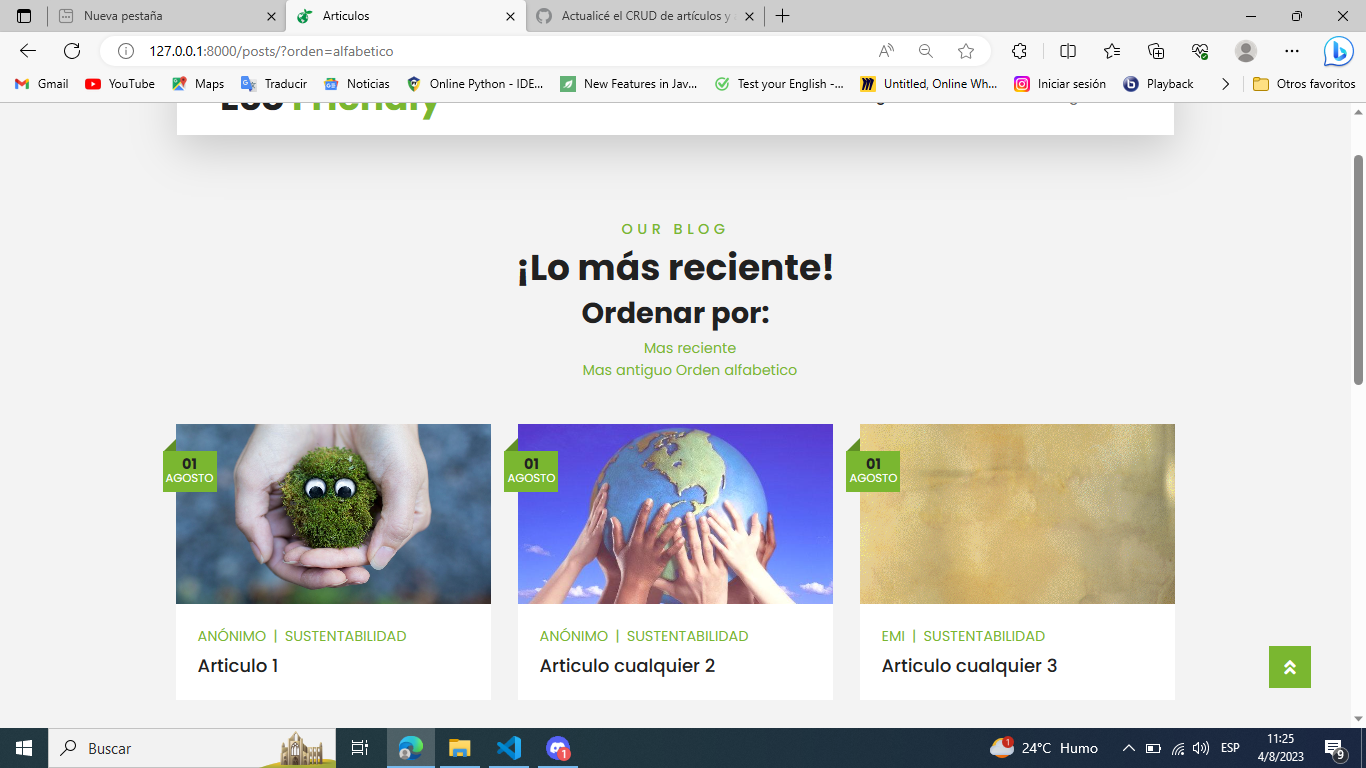 Nueva pestaña
Articulos
Actualicé el CRUD de artículos y
127.0.0.1:8000/posts/?orden=alfabetico
Gmail
YouTube
Maps
Traducir
Noticias
Online Python - IDE...
New Features in Jav...
Test your English -...
Untitled, Online Wh...
Iniciar sesión
Playback
Otros favoritos
Eco Friendly
OUR BLOG
¡Lo más reciente!
Ordenar por:
Mas reciente
Mas antiguo Orden alfabetico
01
AGOSTO
01
AGOSTO
01
AGOSTO
ANÓNIMO | SUSTENTABILIDAD
Articulo 1
ANÓNIMO | SUSTENTABILIDAD
Articulo cualquier 2
EMI | SUSTENTABILIDAD
Articulo cualquier 3
Buscar
1
1
24°C Humo
ESP
11:25
4/8/2023
9